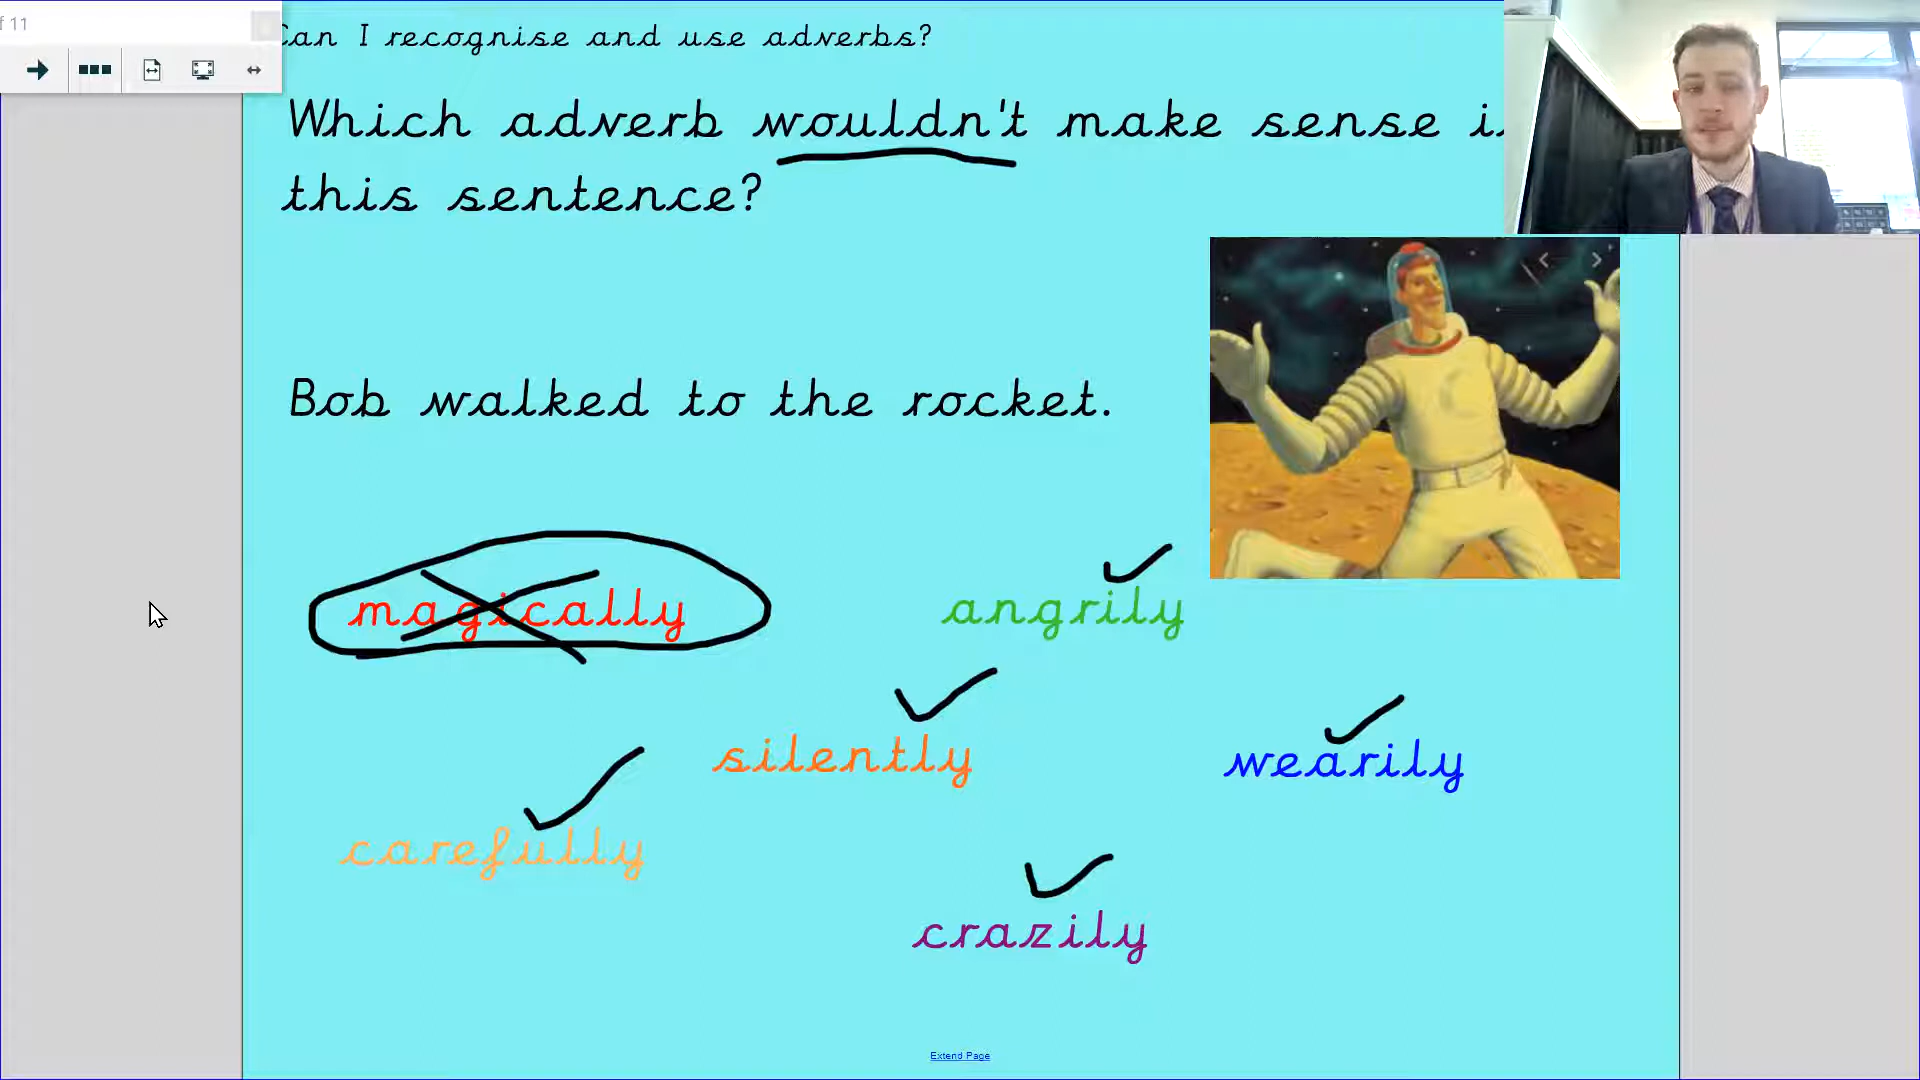 f 11
Can I recognise and use adverbs?
Which adverb wouldn't make sense
this sentence?
Bob walked to the rocket.
magically
angrily
silently
wearily
carefully
crazily
Extend Page